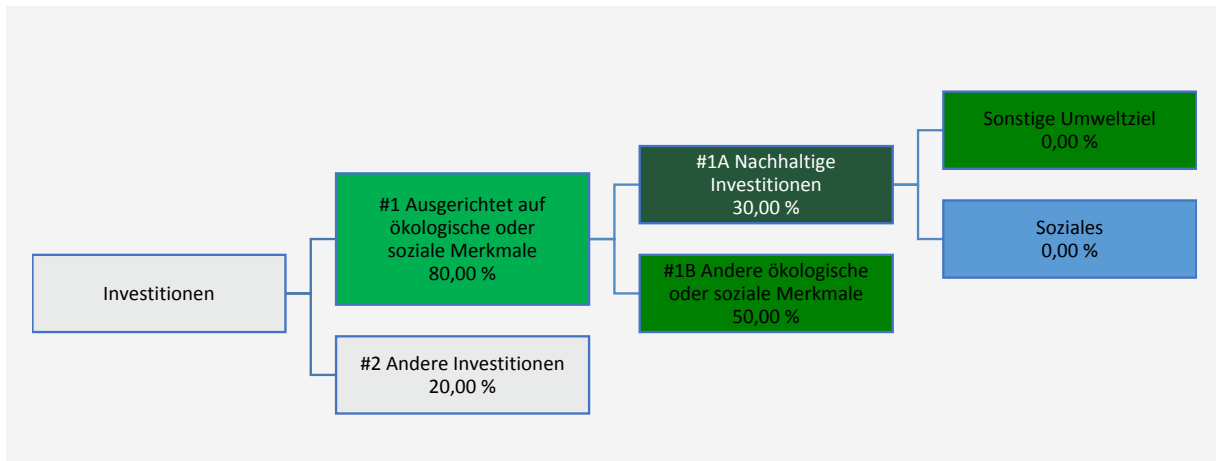 Investitionen
#1 Ausgerichtet auf
ökologische oder
soziale Merkmale
80,00 %
#2 Andere Investitionen
20,00 %
#1A Nachhaltige
Investitionen
30,00 %
#1B Andere ökologische
oder soziale Merkmale
50,00 %
Sonstige Umweltziel
0,00 %
Soziales
0,00 %